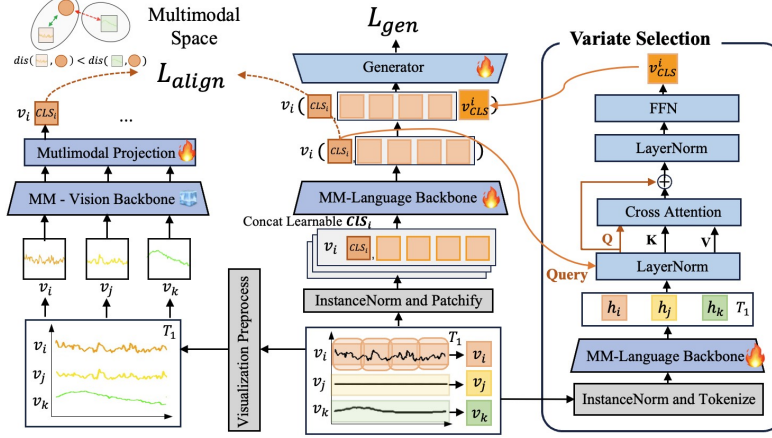 Multimodal
Space
dis( , ) < dis( , )
L_align
v_i CLS_i
...
Mutlimodal Projection
MM - Vision Backbone
v_i
v_j
v_k
T_1
v_i
v_j
v_k
Visualization Preprocess
L_gen
Generator
v_i ( CLS_i , v^i_CLS )
v_i ( CLS_i , )
MM-Language Backbone
Concat Learnable ClS_i
v_i CLS_i ,
InstanceNorm and Patchify
T_1
v_i v_i
v_j v_j
v_k v_k
Variate Selection
v^i_CLS
FFN
LayerNorm
Cross Attention
Q K V
Query
LayerNorm
h_i h_j h_k T_1
MM-Language Backbone
InstanceNorm and Tokenize